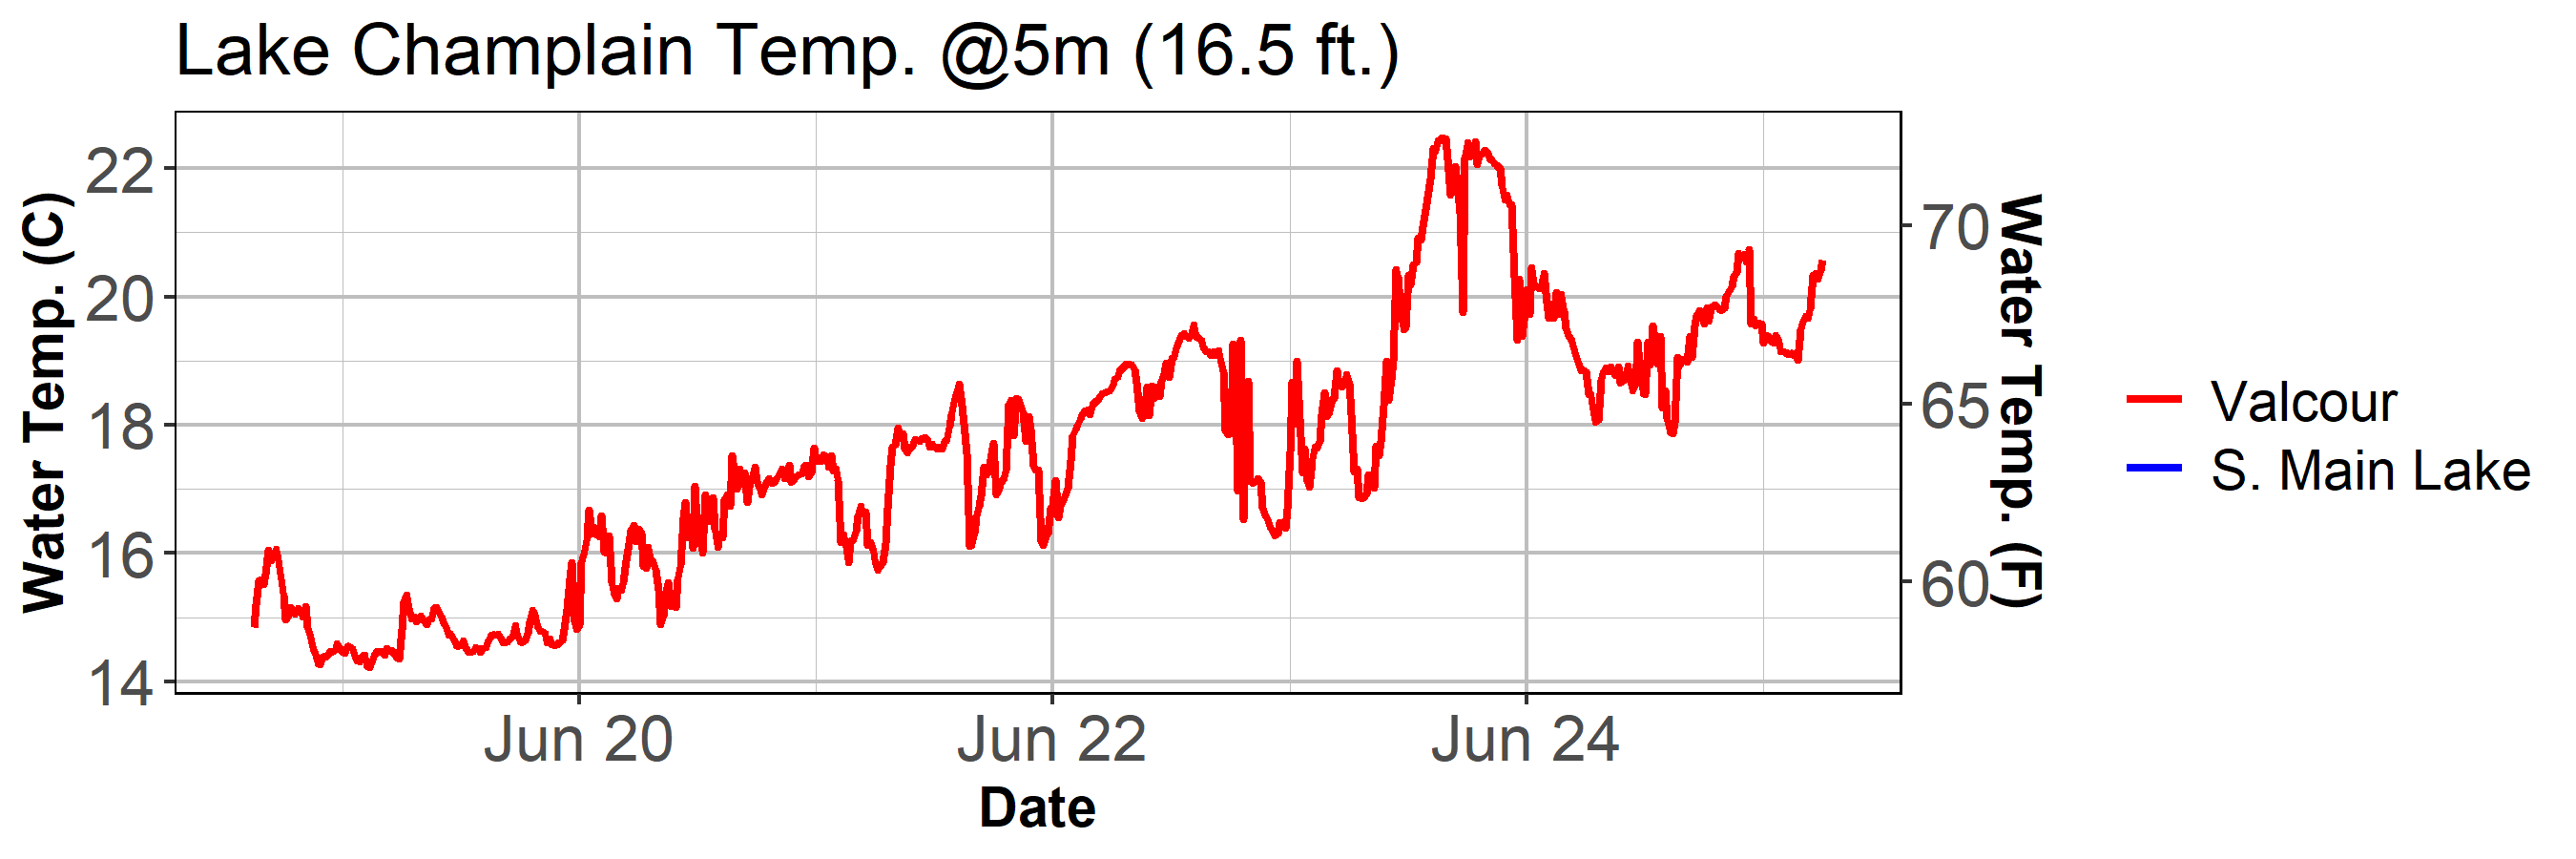 Lake Champlain Temp. @5m (16.5 ft.)
Water Temp. (C)
22
20
18
16
14
70
65
60
Water Temp. (F)
Jun 20
Jun 22
Jun 24
Date
Valcour
S. Main Lake